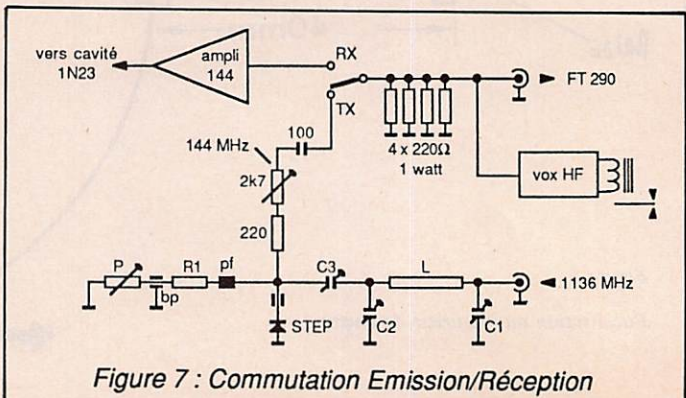 vers cavité
1N23
ampli
144
RX
TX
FT 290
100
144 MHz
4 x 220Ω
1 watt
vox HF
2k7
220
P
R1
pf
C3
L
1136 MHz
bp
STEP
C2
C1
Figure 7 : Commutation Emission/Réception